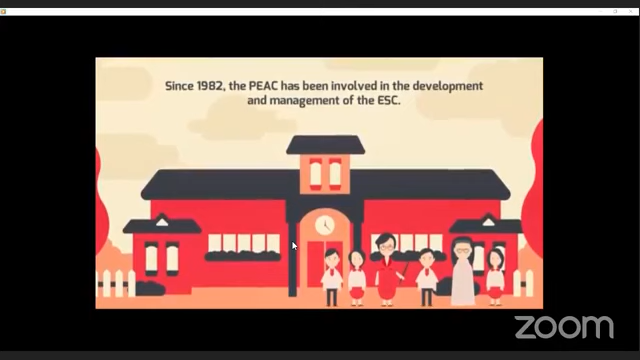 Since 1982, the PEAC has been involved in the development
and management of the ESC.
zoom